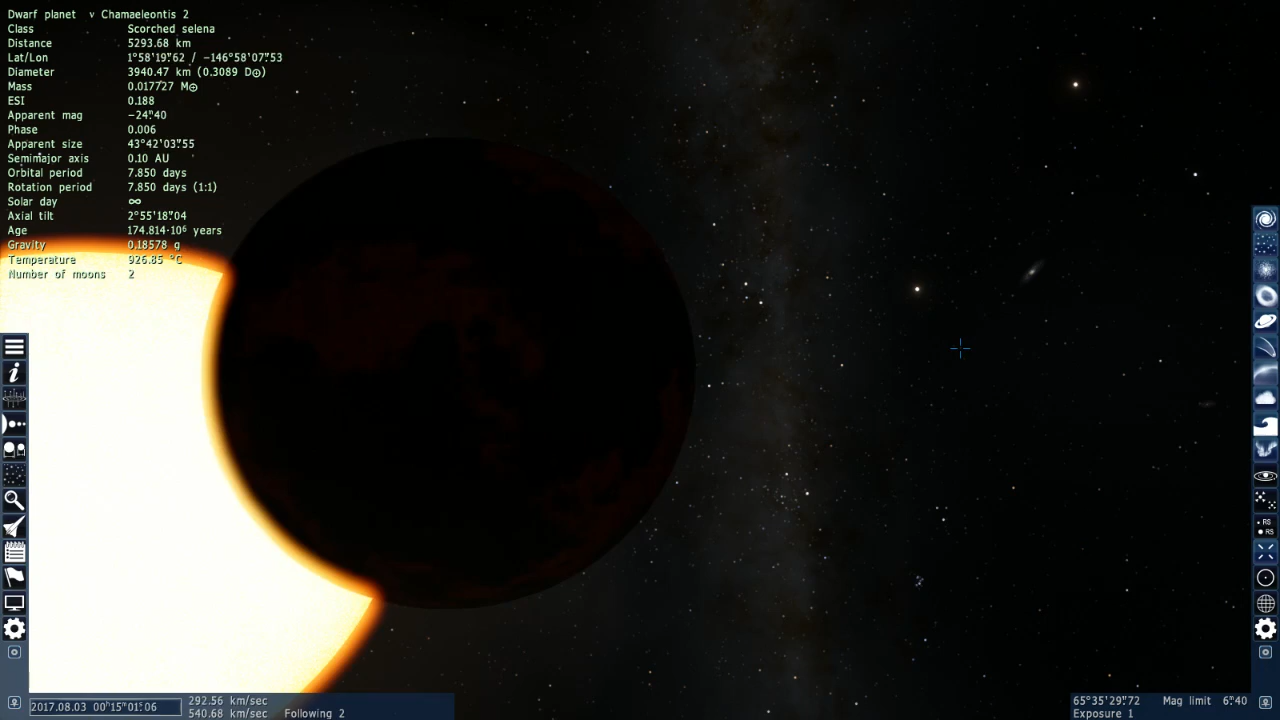 Dwarf planet ν Chamaeleontis 2
Class Scorched selena
Distance 5293.68 km
Lat/Lon 1°58'19".62 / -146°58'07".53
Diameter 3940.47 km (0.3089 D⊙)
Mass 0.017727 M⊙
ESI 0.188
Apparent mag -24ᵐ.40
Phase 0.006
Apparent size 43°42'03".55
Semimajor axis 0.10 AU
Orbital period 7.850 days
Rotation period 7.850 days (1:1)
Solar day ∞
Axial tilt 2°55'18".04
Age 174.814·10⁶ years
Gravity 0.18578 g
Temperature 926.85 °C
Number of moons 2
RS
RS
2017.08.03 00ʰ15ᵐ01ˢ.06
292.56 km/sec
540.68 km/sec Following 2
65°35'29".72 Mag limit 6ᵐ.40
Exposure 1